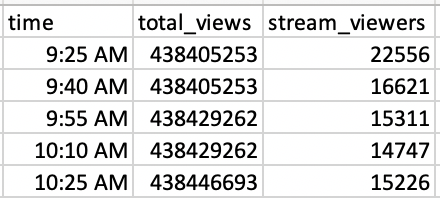 time total_views stream_viewers
9:25 AM 438405253 22556
9:40 AM 438405253 16621
9:55 AM 438429262 15311
10:10 AM 438429262 14747
10:25 AM 438446693 15226